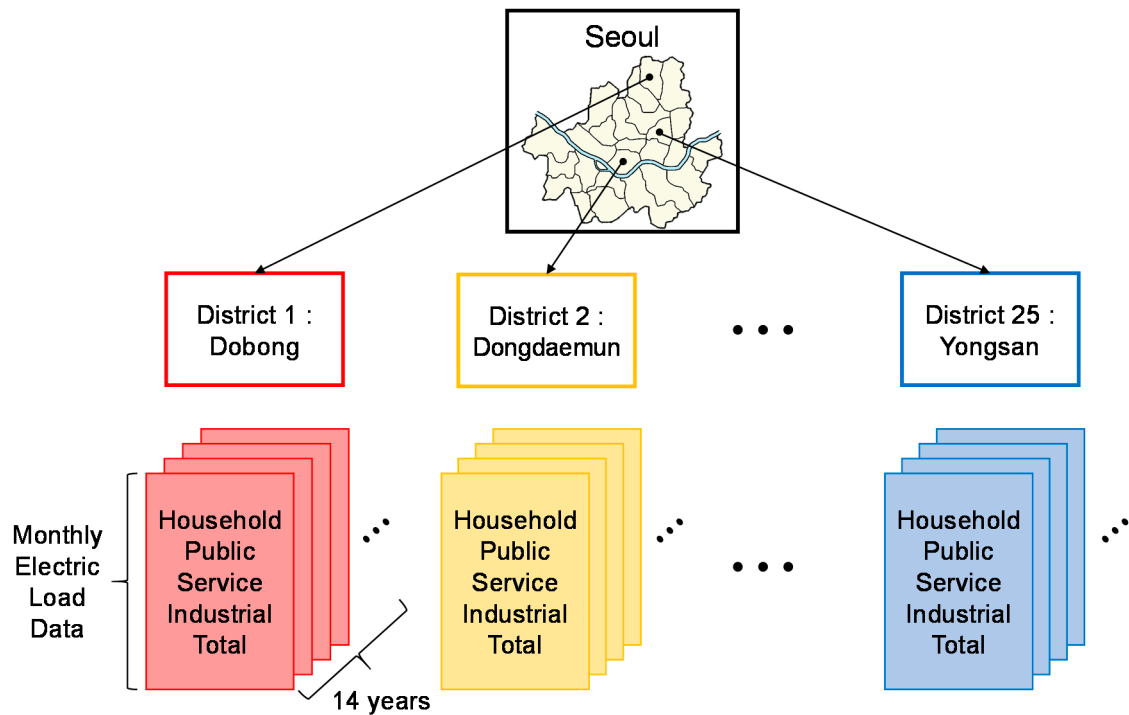 Seoul
District 1 :
Dobong
District 2 :
Dongdaemun
District 25 :
Yongsan
Monthly
Electric
Load
Data
Household
Public
Service
Industrial
Total
14 years
Household
Public
Service
Industrial
Total
Household
Public
Service
Industrial
Total